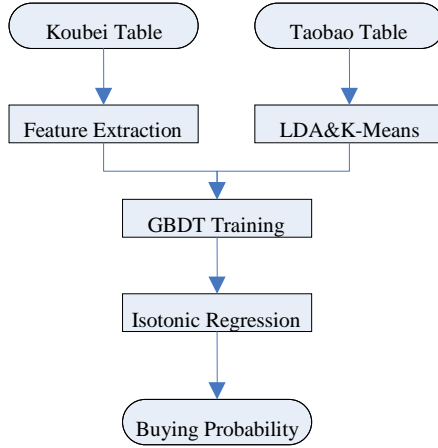 Koubei Table
Taobao Table
Feature Extraction
LDA&K-Means
GBDT Training
Isotonic Regression
Buying Probability